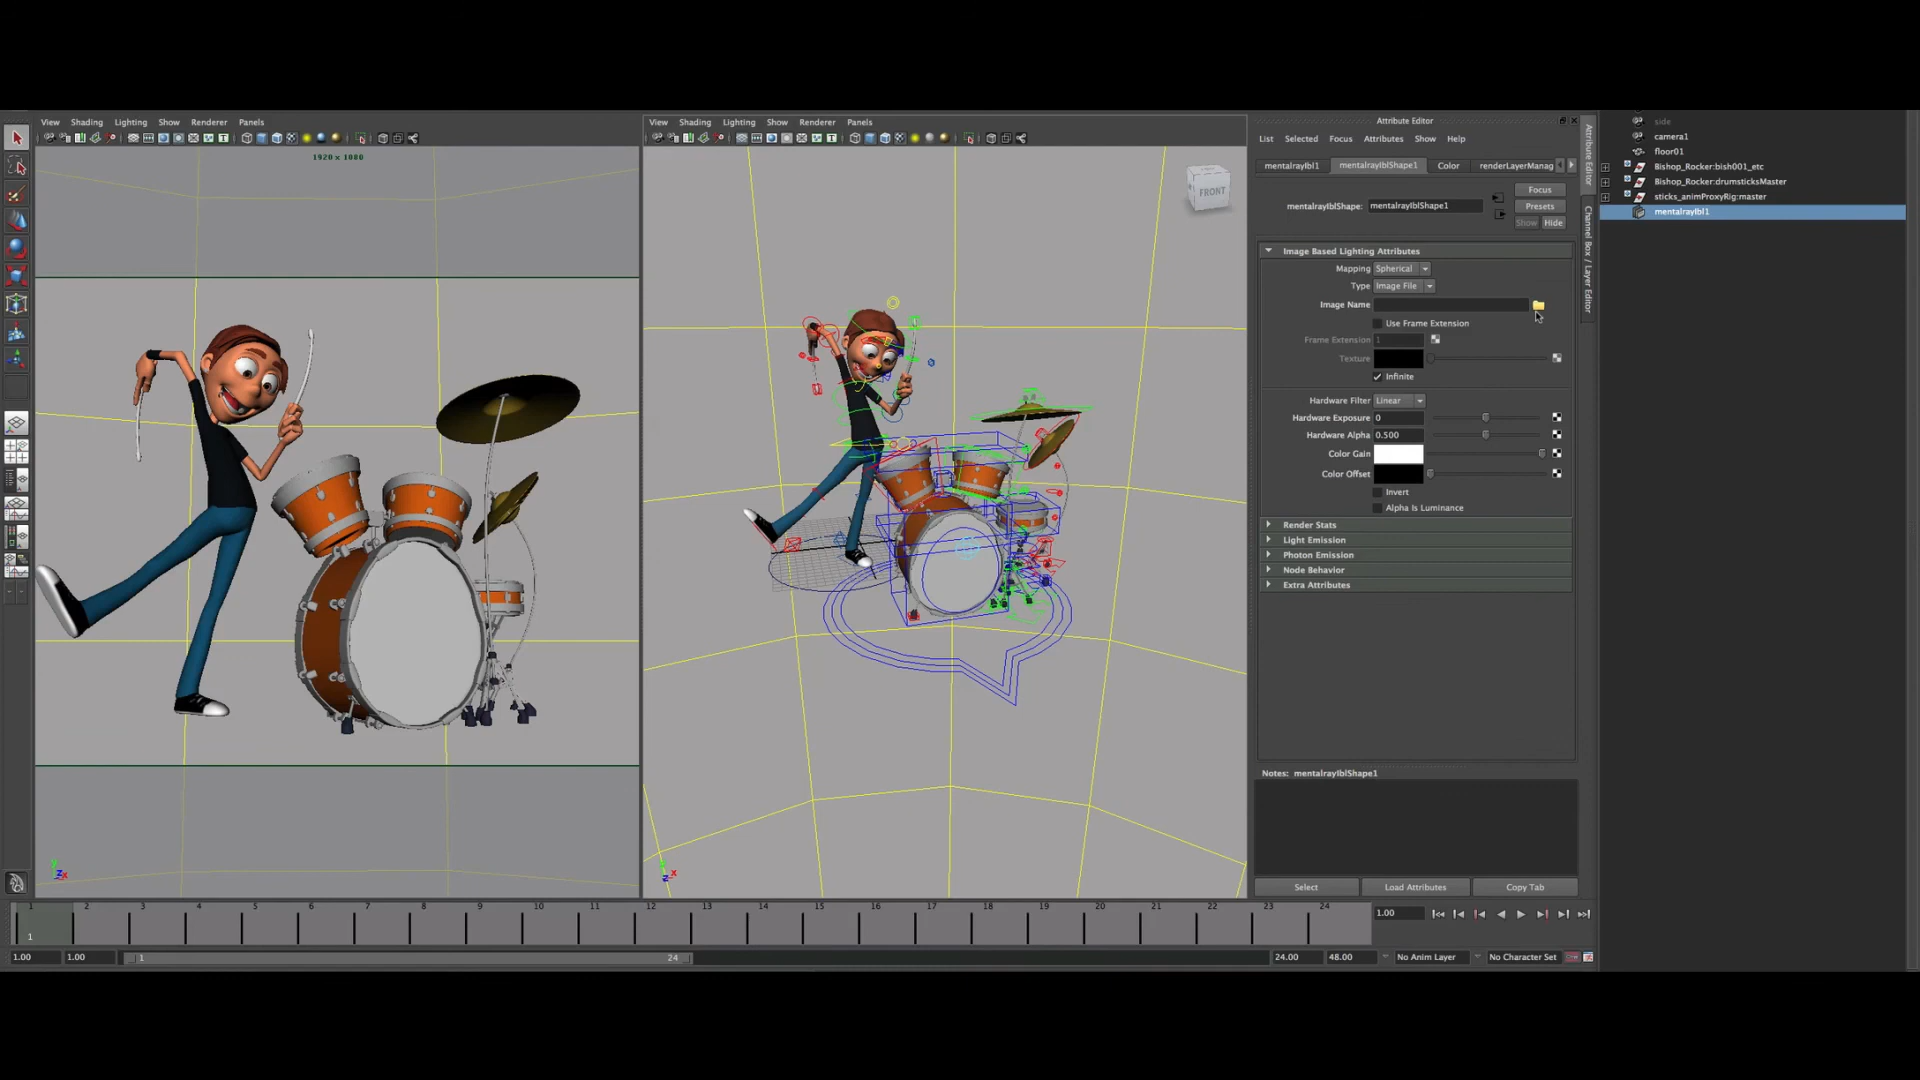 View Shading Lighting Show Renderer Panels
1920 x 1080
View Shading Lighting Show Renderer Panels
FRONT
Attribute Editor
List Selected Focus Attributes Show Help
mentalrayIbl1 mentalrayIblShape1 Color renderLayerManag
Focus
mentalrayIblShape: mentalrayIblShape1 Presets
Show Hide
Image Based Lighting Attributes
Mapping Spherical
Type Image File
Image Name
Use Frame Extension
Frame Extension 1
Texture
Infinite
Hardware Filter Linear
Hardware Exposure 0
Hardware Alpha 0.500
Color Gain
Color Offset
Invert
Alpha Is Luminance
Render Stats
Light Emission
Photon Emission
Node Behavior
Extra Attributes
Notes: mentalrayIblShape1
Select Load Attributes Copy Tab
Attribute Editor
Channel Box / Layer Editor
side
camera1
floor01
Bishop_Rocker:bish001_etc
Bishop_Rocker:drumsticksMaster
sticks_animProxyRig:master
mentalrayIbl1
1 2 3 4 5 6 7 8 9 10 11 12 13 14 15 16 17 18 19 20 21 22 23 24
1
1.00
1.00 1.00 1 24 24.00 48.00 No Anim Layer No Character Set